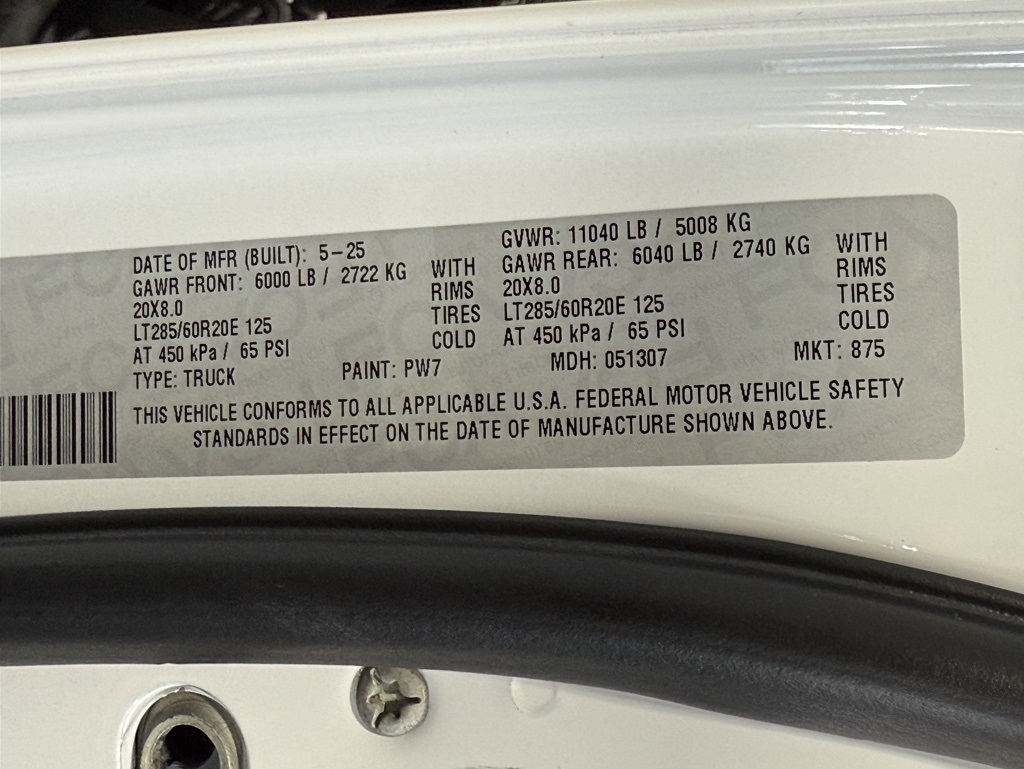 DATE OF MFR (BUILT): 5-25
GVWR: 11040 LB / 5008 KG
GAWR FRONT: 6000 LB / 2722 KG WITH
GAWR REAR: 6040 LB / 2740 KG WITH
20X8.0 RIMS
20X8.0 RIMS
LT285/60R20E 125 TIRES
LT285/60R20E 125 TIRES
AT 450 kPa / 65 PSI COLD
AT 450 kPa / 65 PSI COLD
TYPE: TRUCK PAINT: PW7 MDH: 051307 MKT: 875
THIS VEHICLE CONFORMS TO ALL APPLICABLE U.S.A. FEDERAL MOTOR VEHICLE SAFETY
STANDARDS IN EFFECT ON THE DATE OF MANUFACTURE SHOWN ABOVE.